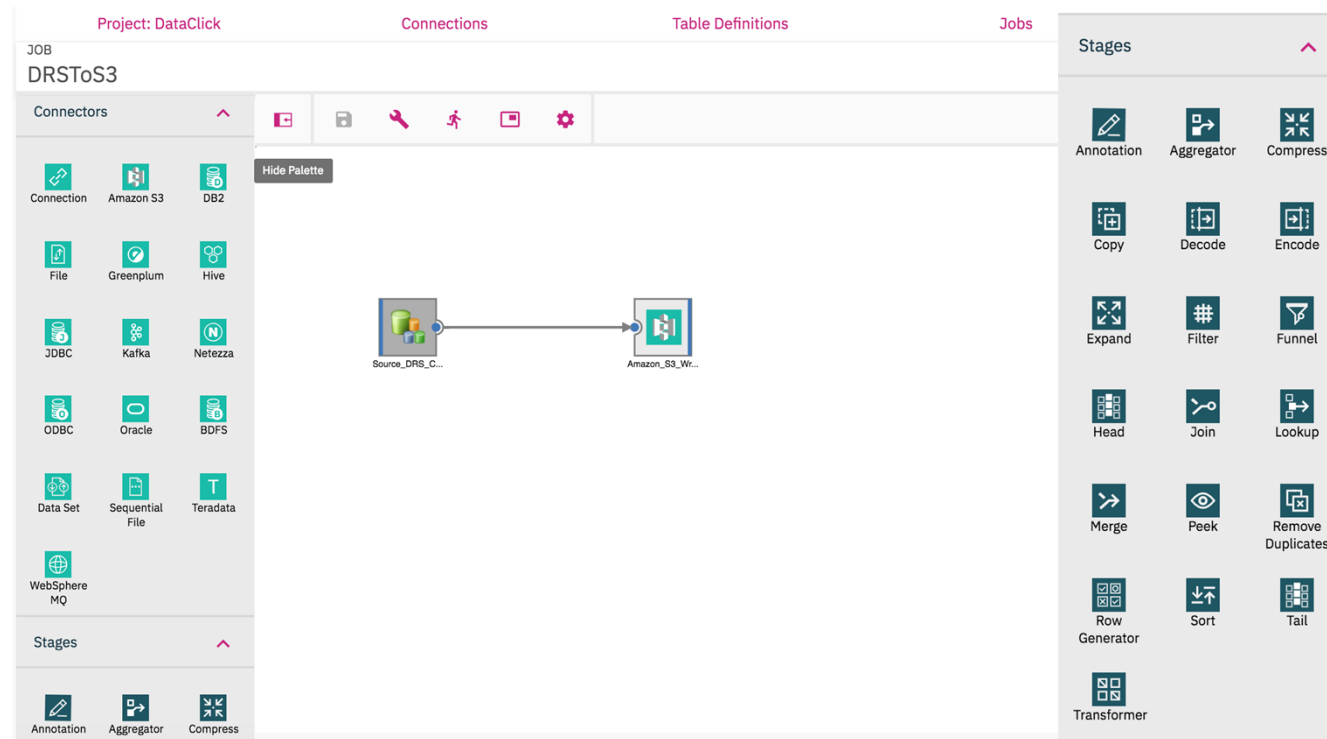 Project: DataClick
Connections
Table Definitions
Jobs
JOB
DRSToS3
Connectors
Hide Palette
Connection
Amazon S3
DB2
File
Greenplum
Hive
JDBC
Kafka
Netezza
ODBC
Oracle
BDFS
Data Set
Sequential
File
Teradata
WebSphere
MQ
Stages
Annotation
Aggregator
Compress
Source_DRS_C...
Amazon_S3_Wr...
Stages
Annotation
Aggregator
Compress
Copy
Decode
Encode
Expand
Filter
Funnel
Head
Join
Lookup
Merge
Peek
Remove
Duplicates
Row
Generator
Sort
Tail
Transformer